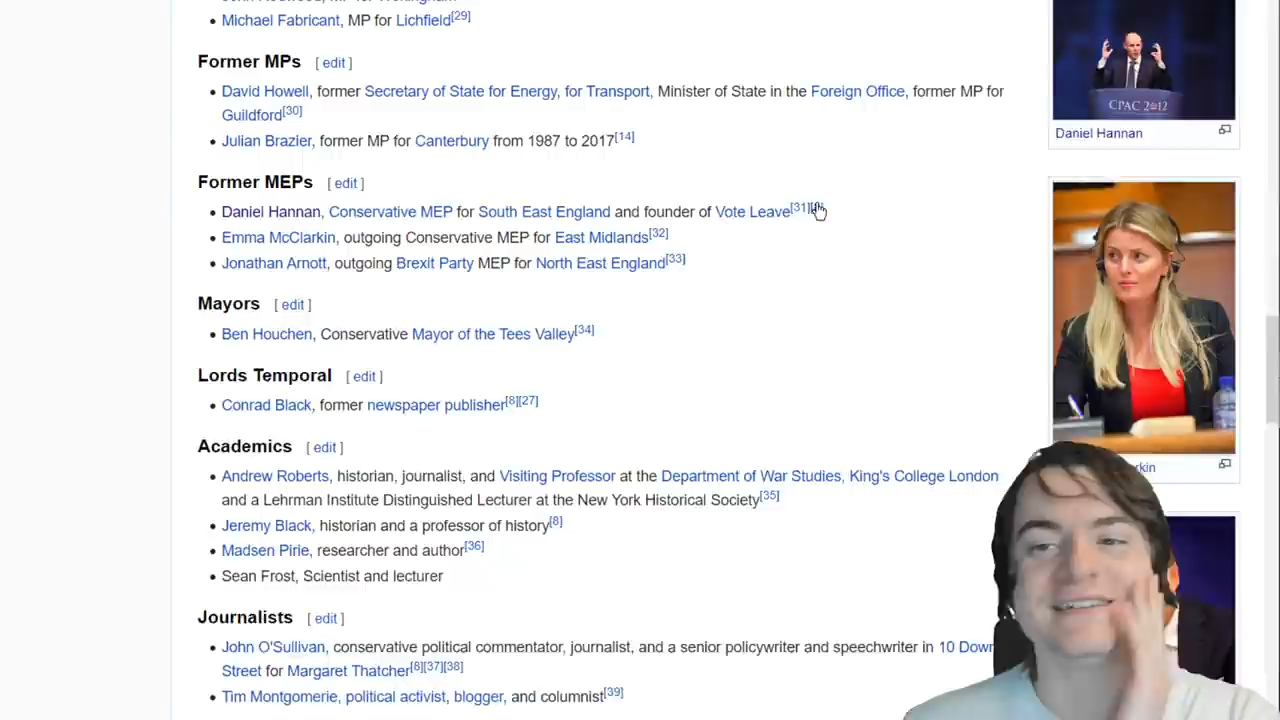 Michael Fabricant, MP for Lichfield[29]
Former MPs [ edit ]
David Howell, former Secretary of State for Energy, for Transport, Minister of State in the Foreign Office, former MP for
Guildford[30]
Julian Brazier, former MP for Canterbury from 1987 to 2017[14]
Former MEPs [ edit ]
Daniel Hannan, Conservative MEP for South East England and founder of Vote Leave[31]
Emma McClarkin, outgoing Conservative MEP for East Midlands[32]
Jonathan Arnott, outgoing Brexit Party MEP for North East England[33]
Mayors [ edit ]
Ben Houchen, Conservative Mayor of the Tees Valley[34]
Lords Temporal [ edit ]
Conrad Black, former newspaper publisher[8][27]
Academics [ edit ]
Andrew Roberts, historian, journalist, and Visiting Professor at the Department of War Studies, King's College London
and a Lehrman Institute Distinguished Lecturer at the New York Historical Society[35]
Jeremy Black, historian and a professor of history[8]
Madsen Pirie, researcher and author[36]
Sean Frost, Scientist and lecturer
Journalists [ edit ]
John O'Sullivan, conservative political commentator, journalist, and a senior policywriter and speechwriter in 10 Down
Street for Margaret Thatcher[8][37][38]
Tim Montgomerie, political activist, blogger, and columnist[39]
CPAC 2012
Daniel Hannan
rkin